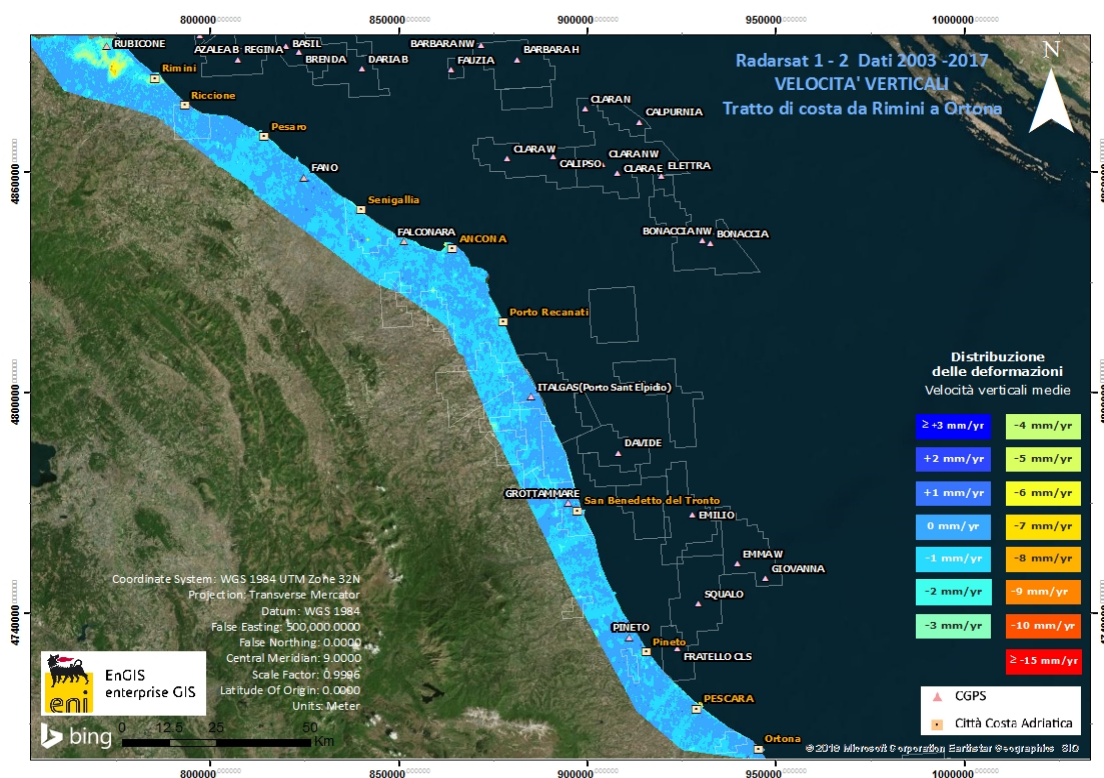 800000 850000 900000 950000 1000000
RUBICONE
AZALEA B REGINA
BASIL
BRENDA
DARIA B
BARBARA NW
FAUZIA
BARBARA H
Radarsat 1 - 2 Dati 2003 -2017
VELOCITA' VERTICALI
Tratto di costa da Rimini a Ortona
N
Rimini
Riccione
Pesaro
FANO
Senigallia
FALCONARA
ANCONA
CLARA N
CALPURNIA
CLARA W
CALIPSO
CLARA NW
CLARA E
ELETTRA
BONACCIA NW
BONACCIA
4860000
4800000
4740000
Porto Recanati
ITALGAS(Porto Sant Elpidio)
DAVIDE
GROTTAMMARE
San Benedetto del Tronto
EMILIO
EMMA W
GIOVANNA
SQUALO
PINETO
Pineto
FRATELLO CLS
PESCARA
Ortona
Distribuzione
delle deformazioni
Velocità verticali medie
≥ +3 mm/yr
+2 mm/yr
+1 mm/yr
0 mm/yr
-1 mm/yr
-2 mm/yr
-3 mm/yr
-4 mm/yr
-5 mm/yr
-6 mm/yr
-7 mm/yr
-8 mm/yr
-9 mm/yr
-10 mm/yr
≥ -15 mm/yr
CGPS
Città Costa Adriatica
Coordinate System: WGS 1984 UTM Zone 32N
Projection: Transverse Mercator
Datum: WGS 1984
False Easting: 500,000.0000
False Northing: 0.0000
Central Meridian: 9.0000
Scale Factor: 0.9996
Latitude Of Origin: 0.0000
Units: Meter
eni
EnGIS
enterprise GIS
bing
0 12.5 25 50
Km
© 2018 Microsoft Corporation Earthstar Geographics SIO
800000 850000 900000 950000 1000000